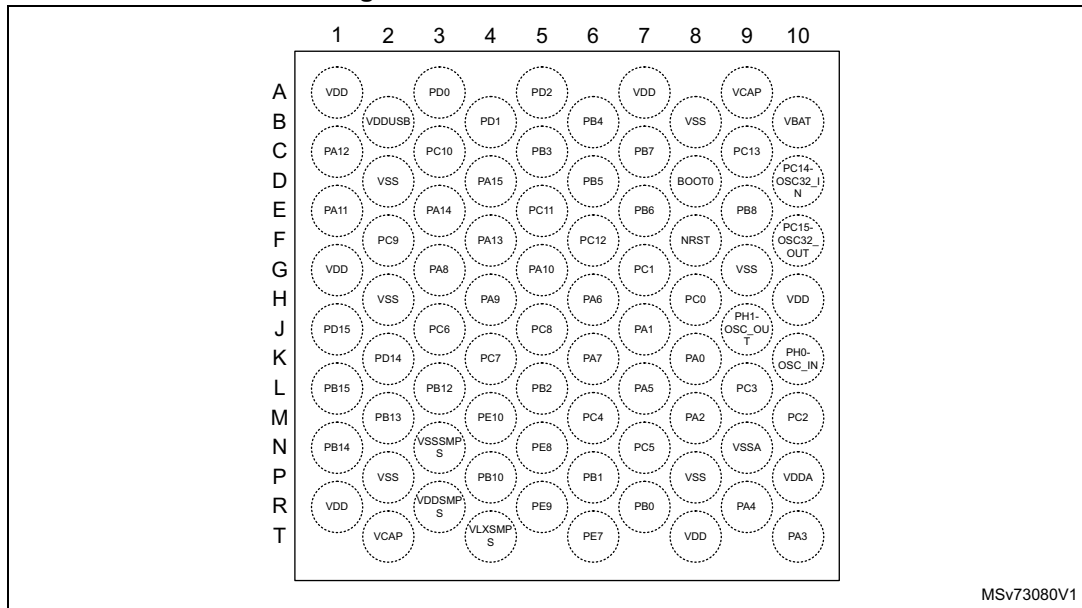 1 2 3 4 5 6 7 8 9 10
A VDD PD0 PD2 VDD VCAP
B VDDUSB PD1 PB4 VSS VBAT
C PA12 PC10 PB3 PB7 PC13
D VSS PA15 PB5 BOOT0 PC14-OSC32_IN
E PA11 PA14 PC11 PB6 PB8
F PC9 PA13 PC12 NRST PC15-OSC32_OUT
G VDD PA8 PA10 PC1 VSS
H VSS PA9 PA6 PC0 VDD
J PD15 PC6 PC8 PA1 PH1-OSC_OUT
K PD14 PC7 PA7 PA0 PH0-OSC_IN
L PB15 PB12 PB2 PA5 PC3
M PB13 PE10 PC4 PA2 PC2
N PB14 VSSSMPS PE8 PC5 VSSA
P VSS PB10 PB1 VSS VDDA
R VDD VDDSMPS PE9 PB0 PA4
T VCAP VLXSMPS PE7 VDD PA3
MSv73080V1